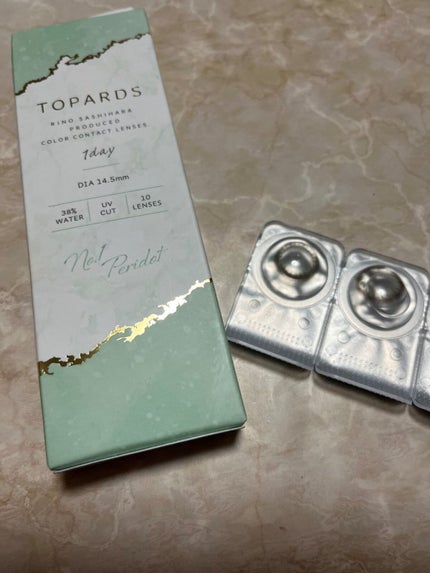 TOPARDS
RINO SASHIHARA
PRODUCED
COLOR CONTACT LENSES
1day
DIA 14.5mm
38%
WATER
UV
CUT
10
LENSES
No.1
Peridot